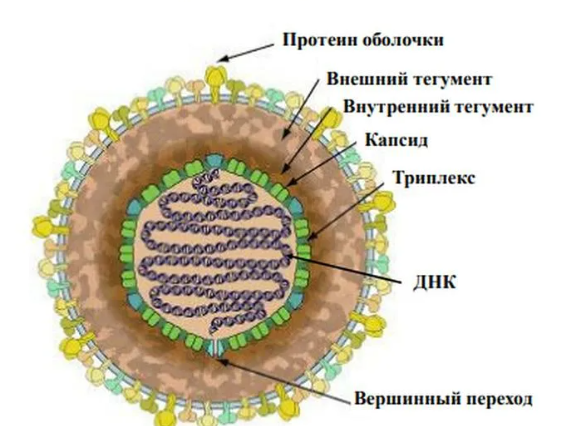 Протеин оболочки
Внешний тегумент
Внутренний тегумент
Капсид
Триплекс
ДНК
Вершинный переход